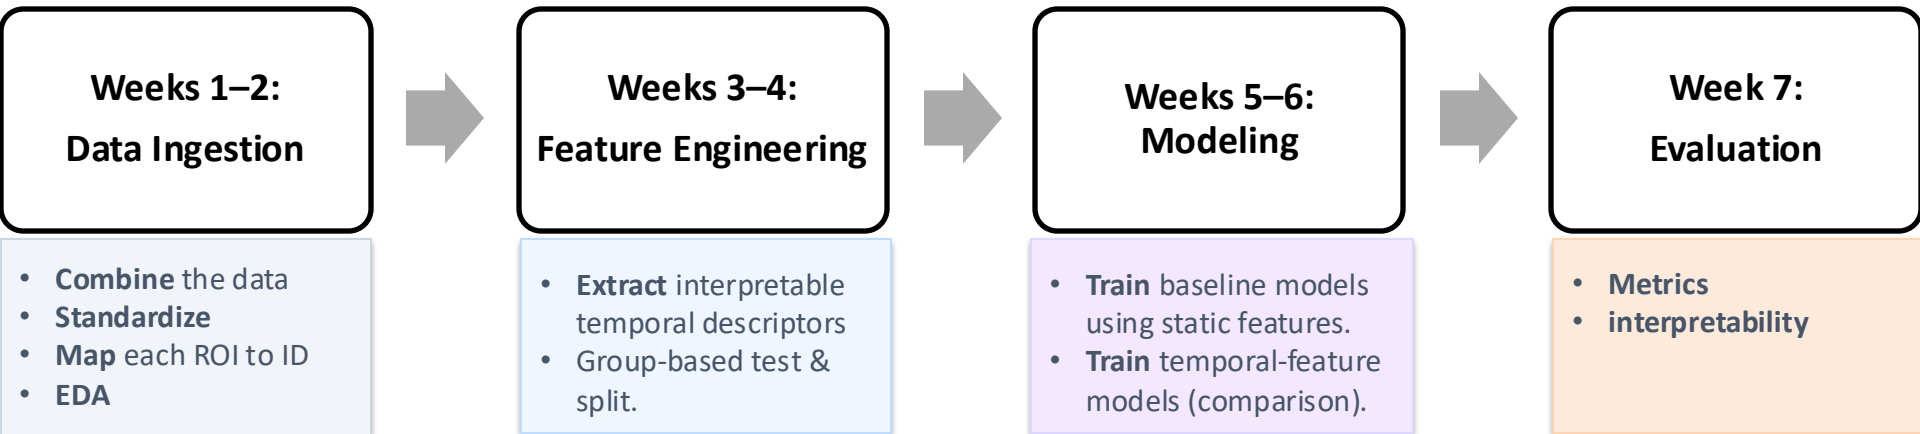 Weeks 1–2:
Data Ingestion
• Combine the data
• Standardize
• Map each ROI to ID
• EDA
Weeks 3–4:
Feature Engineering
• Extract interpretable
temporal descriptors
• Group-based test &
split.
Weeks 5–6:
Modeling
• Train baseline models
using static features.
• Train temporal-feature
models (comparison).
Week 7:
Evaluation
• Metrics
• interpretability